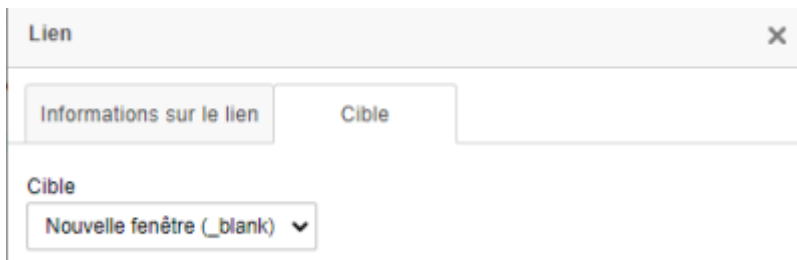 Lien
Informations sur le lien Cible
Cible
Nouvelle fenêtre (_blank)